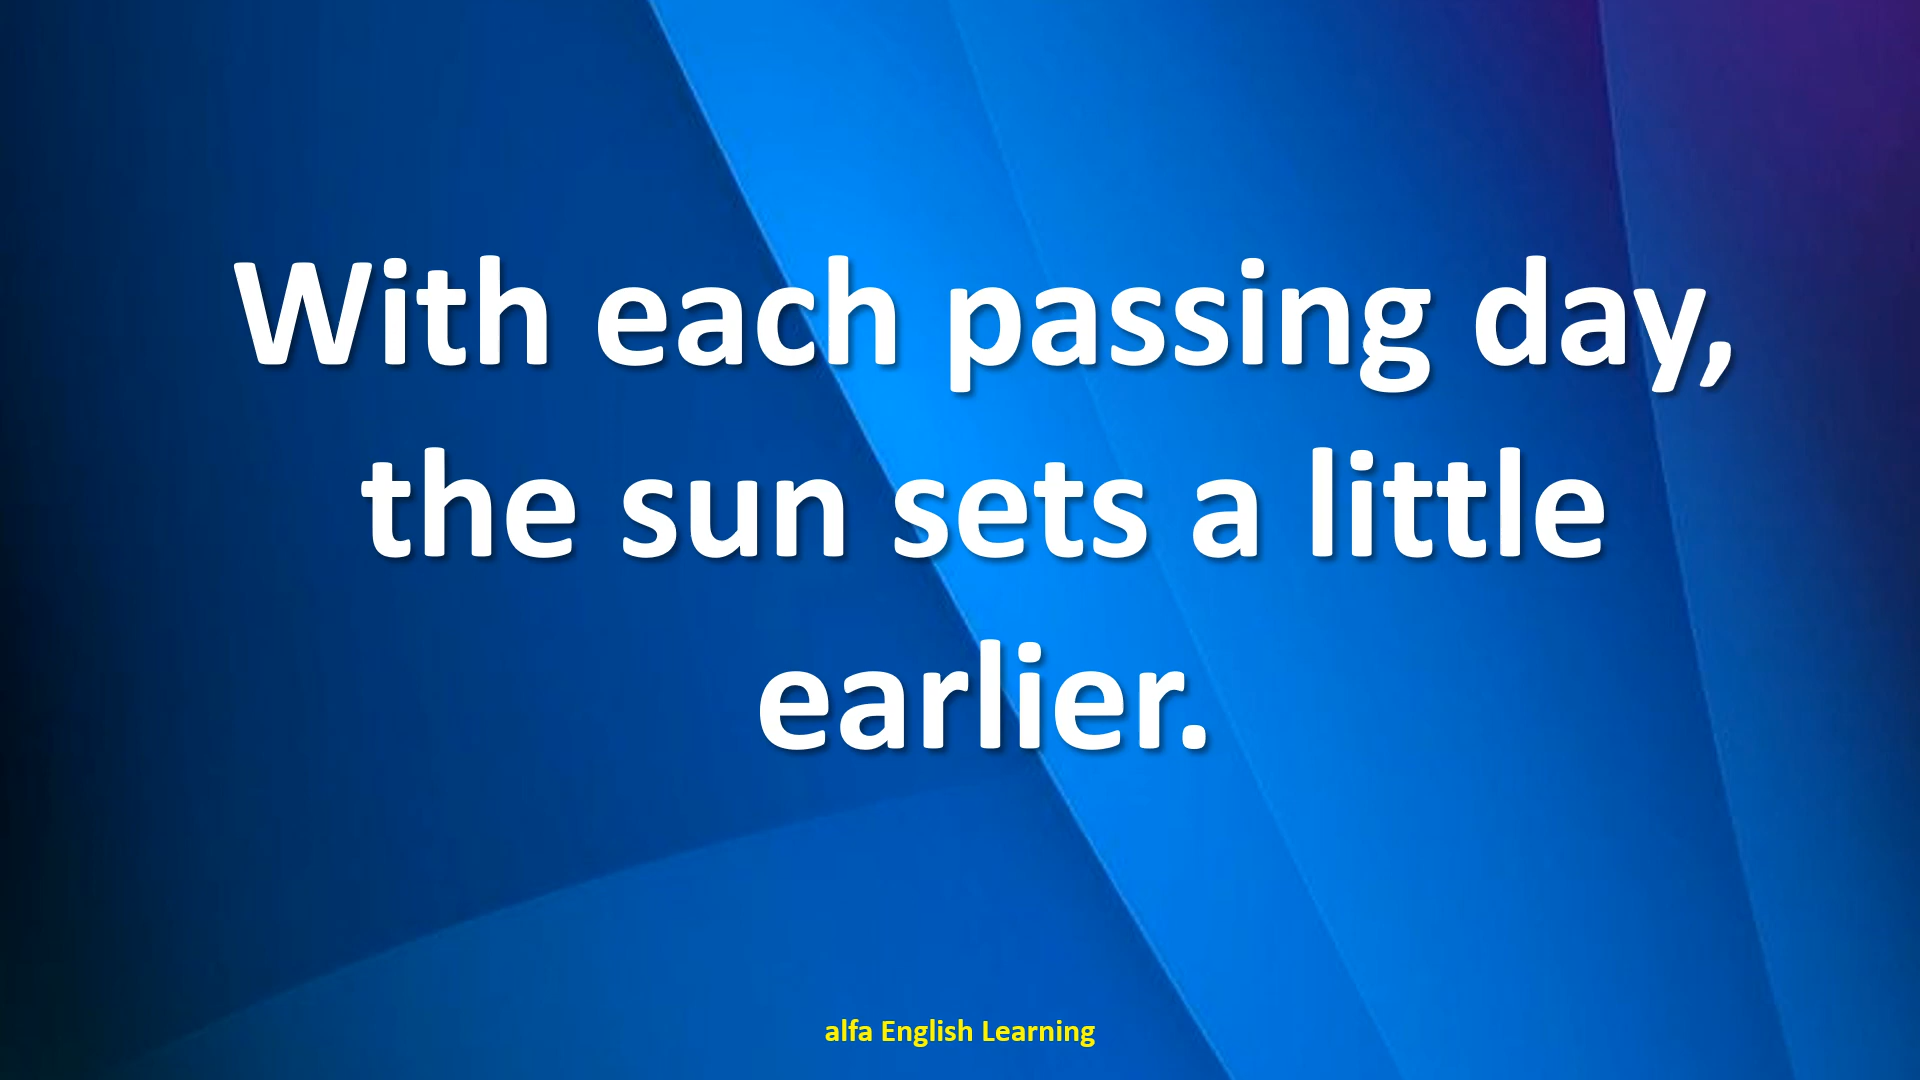 With each passing day,
the sun sets a little
earlier.
alfa English Learning